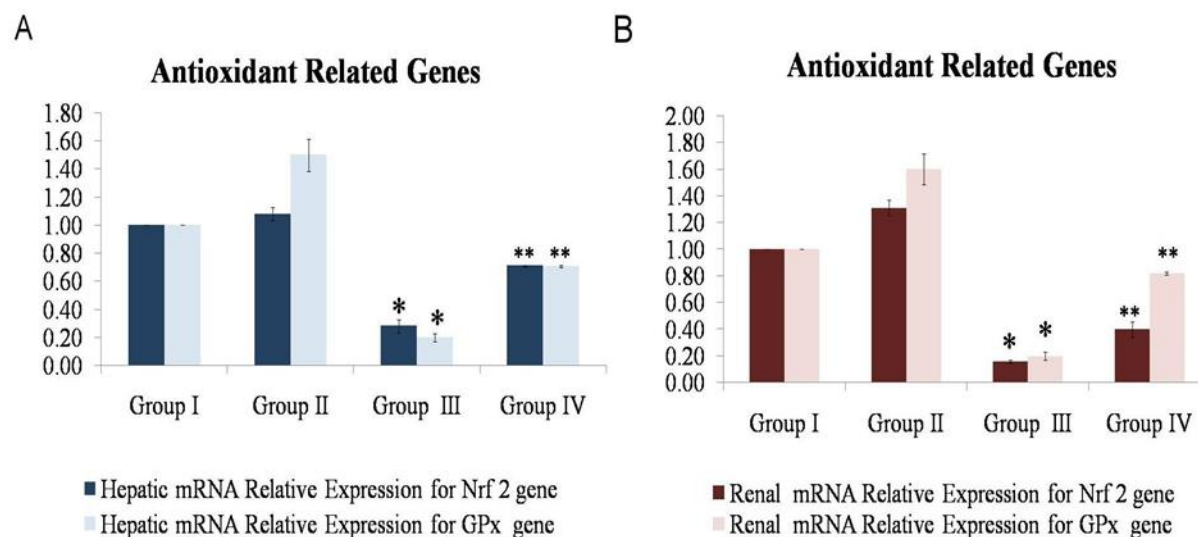 A
Antioxidant Related Genes
1.80
1.60
1.40
1.20
1.00
0.80
0.60
0.40
0.20
0.00
* *
** **
Group I Group II Group III Group IV
Hepatic mRNA Relative Expression for Nrf 2 gene
Hepatic mRNA Relative Expression for GPx gene
B
Antioxidant Related Genes
2.00
1.80
1.60
1.40
1.20
1.00
0.80
0.60
0.40
0.20
0.00
* *
** **
Group I Group II Group III Group IV
Renal mRNA Relative Expression for Nrf 2 gene
Renal mRNA Relative Expression for GPx gene